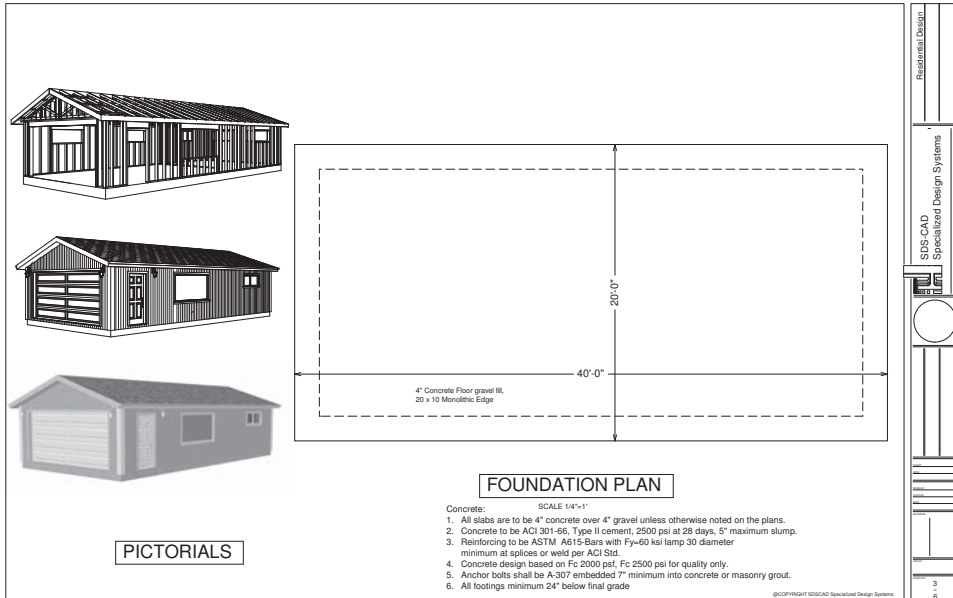 20'-0"
40'-0"
4" Concrete Floor gravel fill,
20 x 10 Monolithic Edge
FOUNDATION PLAN
SCALE 1/4"=1'
Concrete:
1. All slabs are to be 4" concrete over 4" gravel unless otherwise noted on the plans.
2. Concrete to be ACI 301-66, Type II cement, 2500 psi at 28 days, 5" maximum slump.
3. Reinforcing to be ASTM A615-Bars with Fy=60 ksi lamp 30 diameter
minimum at splices or weld per ACI Std.
4. Concrete design based on Fc 2000 psf, Fc 2500 psi for quality only.
5. Anchor bolts shall be A-307 embedded 7" minimum into concrete or masonry grout.
6. All footings minimum 24" below final grade
PICTORIALS
@COPYRIGHT SDSCAD Specialized Design Systems
Residential Design
SDS-CAD
Specialized Design Systems
3
6